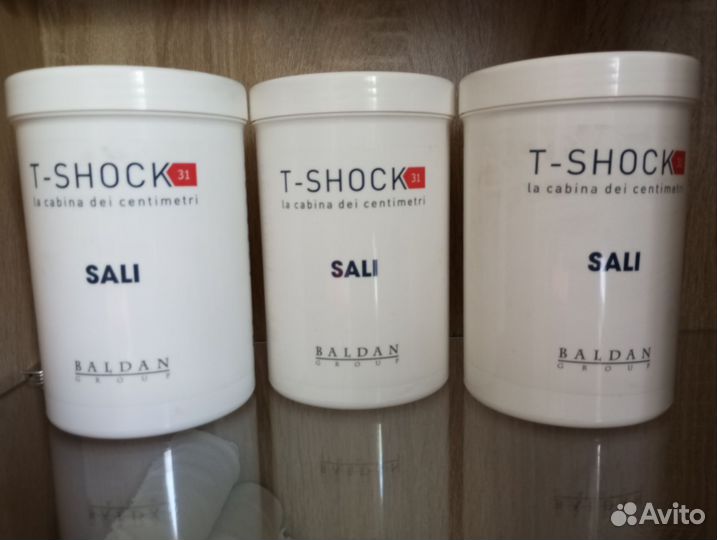 T-SHOCK 31
la cabina dei centimetri
SALI
BALDAN
GROUP
T-SHOCK 31
la cabina dei centimetri
SALI
BALDAN
GROUP
T-SHOCK 31
la cabina dei centimetri
SALI
BALDAN
GROUP
Avito